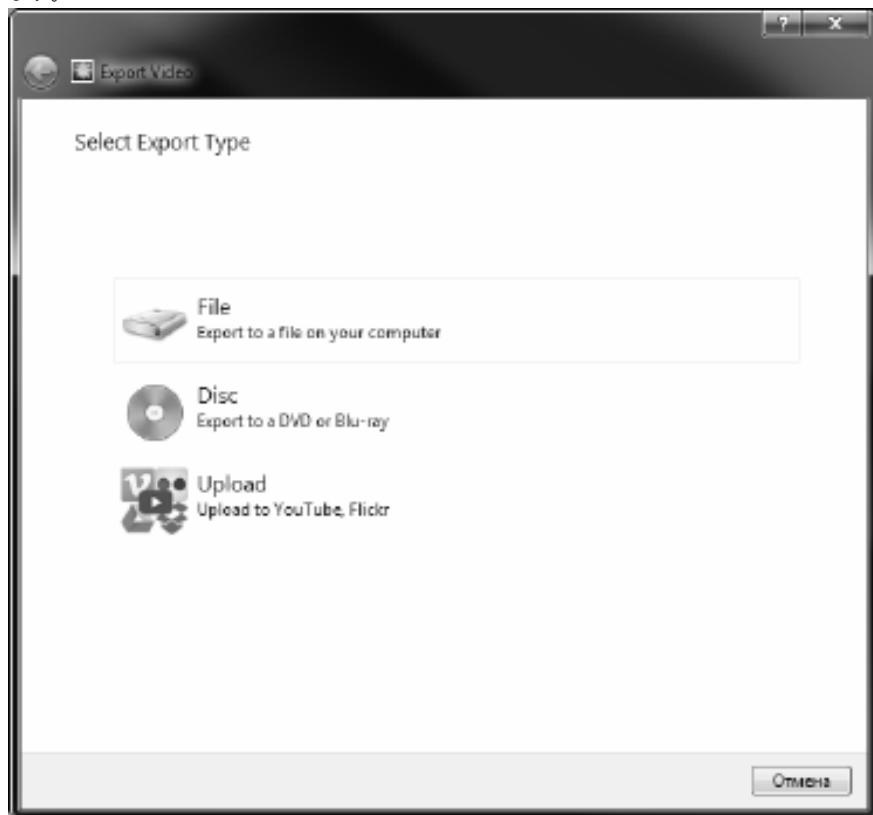 ? X
Export Video
Select Export Type
File
Export to a file on your computer
Disc
Export to a DVD or Blu-ray
Upload
Upload to YouTube, Flickr
Отмена